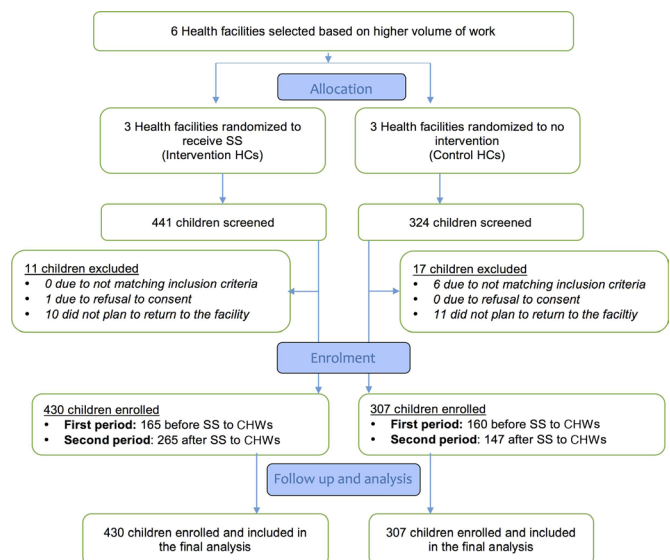 6 Health facilities selected based on higher volume of work
Allocation
3 Health facilities randomized to
receive SS
(Intervention HCs)
3 Health facilities randomized to no
intervention
(Control HCs)
441 children screened
324 children screened
11 children excluded
• 0 due to not matching inclusion criteria
• 1 due to refusal to consent
• 10 did not plan to return to the facility
17 children excluded
• 6 due to not matching inclusion criteria
• 0 due to refusal to consent
• 11 did not plan to return to the faciltiy
Enrolment
430 children enrolled
• First period: 165 before SS to CHWs
• Second period: 265 after SS to CHWs
307 children enrolled
• First period: 160 before SS to CHWs
• Second period: 147 after SS to CHWs
Follow up and analysis
430 children enrolled and included in
the final analysis
307 children enrolled and included
in the final analysis